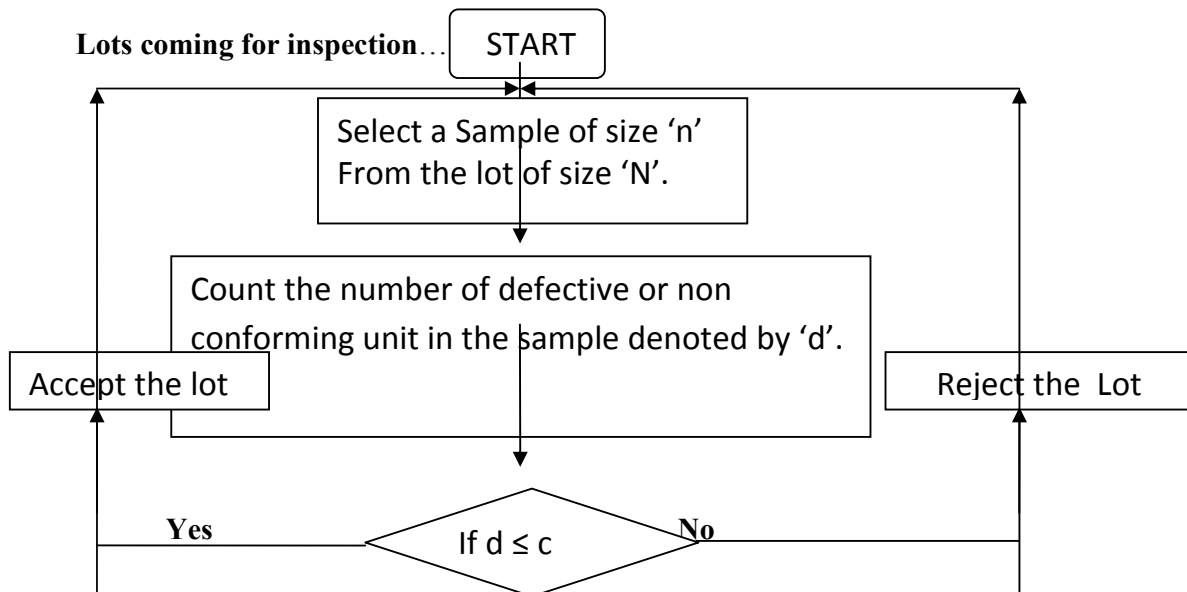 Lots coming for inspection...
START
Select a Sample of size ‘n’
From the lot of size ‘N’.
Count the number of defective or non
conforming unit in the sample denoted by ‘d’.
Accept the lot
Reject the Lot
Yes
If d ≤ c
No